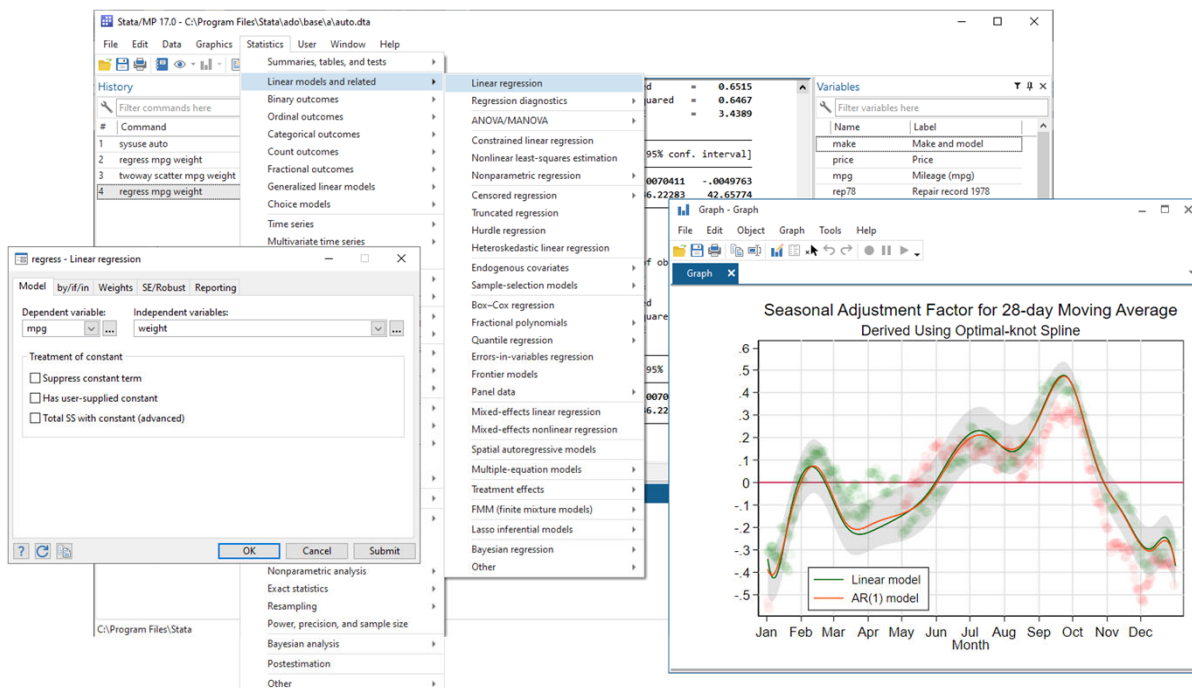 Stata/MP 17.0 - C:\Program Files\Stata\ado\base\a\auto.dta
File Edit Data Graphics Statistics User Window Help
History
Filter commands here
# Command
1 sysuse auto
2 regress mpg weight
3 twoway scatter mpg weight
4 regress mpg weight
C:\Program Files\Stata
Summaries, tables, and tests
Linear models and related
Binary outcomes
Ordinal outcomes
Categorical outcomes
Count outcomes
Fractional outcomes
Generalized linear models
Choice models
Time series
Multivariate time series
Nonparametric analysis
Exact statistics
Resampling
Power, precision, and sample size
Bayesian analysis
Postestimation
Other
Linear regression
Regression diagnostics
ANOVA/MANOVA
Constrained linear regression
Nonlinear least-squares estimation
Nonparametric regression
Censored regression
Truncated regression
Hurdle regression
Heteroskedastic linear regression
Endogenous covariates
Sample-selection models
Box–Cox regression
Fractional polynomials
Quantile regression
Errors-in-variables regression
Frontier models
Panel data
Mixed-effects linear regression
Mixed-effects nonlinear regression
Spatial autoregressive models
Multiple-equation models
Treatment effects
FMM (finite mixture models)
Lasso inferential models
Bayesian regression
Other
= 0.6515
= 0.6467
= 3.4389
95% conf. interval]
-.0049763
42.65774
Variables
Filter variables here
Name Label
make Make and model
price Price
mpg Mileage (mpg)
rep78 Repair record 1978
regress - Linear regression
Model by/if/in Weights SE/Robust Reporting
Dependent variable: Independent variables:
mpg ... weight ...
Treatment of constant
Suppress constant term
Has user-supplied constant
Total SS with constant (advanced)
? OK Cancel Submit
Graph - Graph
File Edit Object Graph Tools Help
Graph
Seasonal Adjustment Factor for 28-day Moving Average
Derived Using Optimal-knot Spline
.6
.5
.4
.3
.2
.1
0
-.1
-.2
-.3
-.4
-.5
Linear model
AR(1) model
Jan Feb Mar Apr May Jun Jul Aug Sep Oct Nov Dec
Month